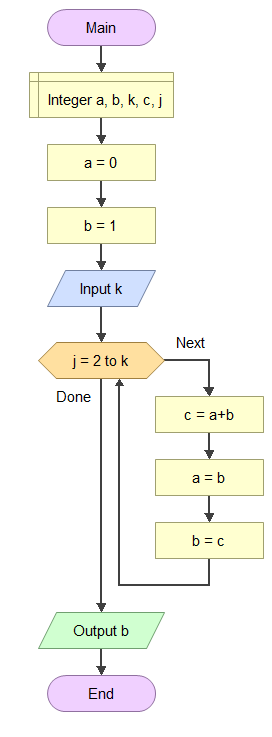 Main
Integer a, b, k, c, j
a = 0
b = 1
Input k
j = 2 to k
Next
Done
c = a+b
a = b
b = c
Output b
End